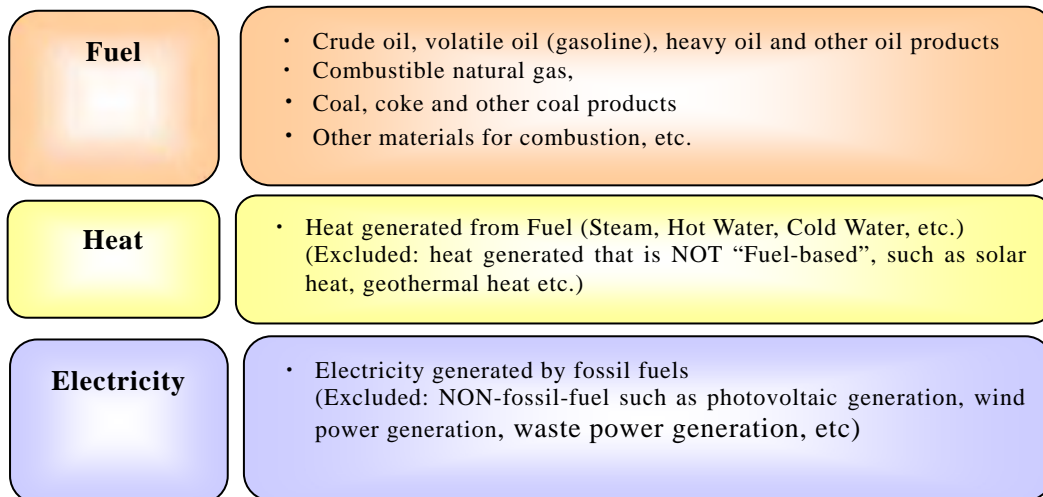 Fuel
・ Crude oil, volatile oil (gasoline), heavy oil and other oil products
・ Combustible natural gas,
・ Coal, coke and other coal products
・ Other materials for combustion, etc.
Heat
・ Heat generated from Fuel (Steam, Hot Water, Cold Water, etc.)
(Excluded: heat generated that is NOT “Fuel-based”, such as solar
heat, geothermal heat etc.)
Electricity
・ Electricity generated by fossil fuels
(Excluded: NON-fossil-fuel such as photovoltaic generation, wind
power generation, waste power generation, etc)